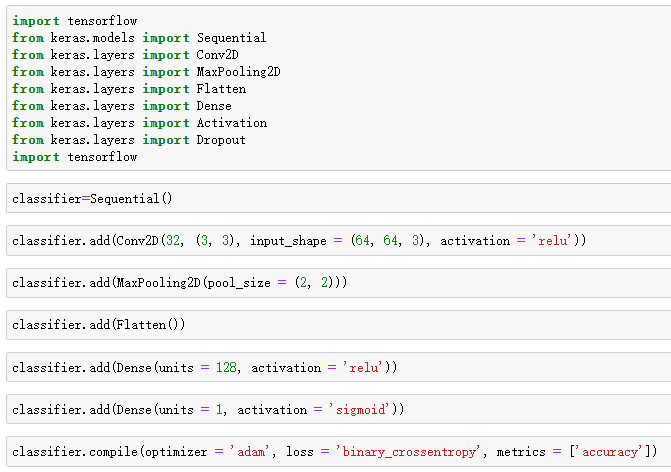 import tensorflow
from keras.models import Sequential
from keras.layers import Conv2D
from keras.layers import MaxPooling2D
from keras.layers import Flatten
from keras.layers import Dense
from keras.layers import Activation
from keras.layers import Dropout
import tensorflow
classifier=Sequential()
classifier.add(Conv2D(32, (3, 3), input_shape = (64, 64, 3), activation = 'relu'))
classifier.add(MaxPooling2D(pool_size = (2, 2)))
classifier.add(Flatten())
classifier.add(Dense(units = 128, activation = 'relu'))
classifier.add(Dense(units = 1, activation = 'sigmoid'))
classifier.compile(optimizer = 'adam', loss = 'binary_crossentropy', metrics = ['accuracy'])